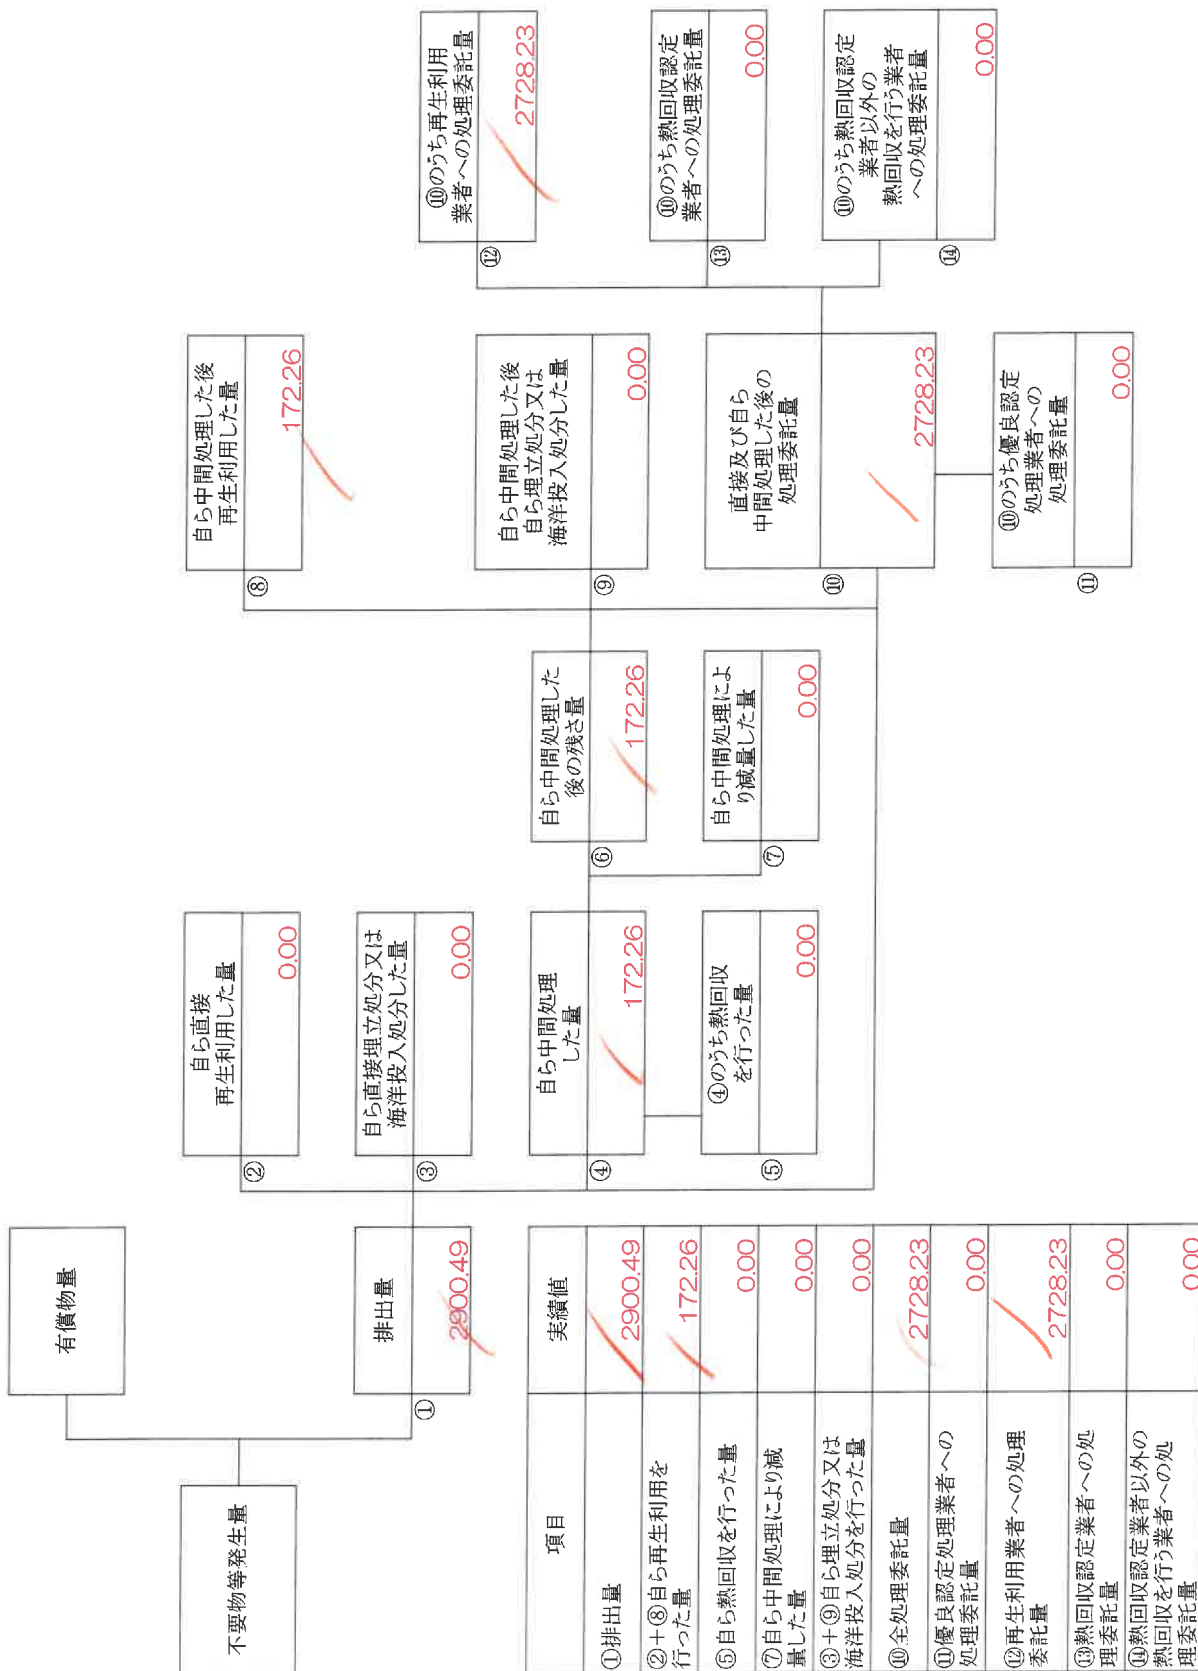 不要物等発生量
有償物量
排出量
①
2900.49
自ら直接
再生利用した量
②
0.00
自ら直接埋立処分又は
海洋投入処分した量
③
0.00
自ら中間処理
した量
④
172.26
④のうち熱回収
を行った量
⑤
0.00
自ら中間処理した
後の残さ量
⑥
172.26
自ら中間処理によ
り減量した量
⑦
0.00
自ら中間処理した後
再生利用した量
⑧
172.26
自ら中間処理した後
自ら埋立処分又は
海洋投入処分した量
⑨
0.00
直接及び自ら
中間処理した後の
処理委託量
⑩
2728.23
⑩のうち優良認定
処理業者への
処理委託量
⑪
0.00
⑩のうち再生利用
業者への処理委託量
⑫
2728.23
⑩のうち熱回収認定
業者への処理委託量
⑬
0.00
⑩のうち熱回収認定
業者以外の
熱回収を行う業者
への処理委託量
⑭
0.00
項目 実績値
①排出量 2900.49
②+⑧自ら再生利用を
行った量 172.26
⑤自ら熱回収を行った量 0.00
⑦自ら中間処理により減
量した量 0.00
③+⑨自ら埋立処分又は
海洋投入処分を行った量 0.00
⑩全処理委託量 2728.23
⑪優良認定処理業者への
処理委託量 0.00
⑫再生利用業者への処理
委託量 2728.23
⑬熱回収認定業者への処
理委託量 0.00
⑭熱回収認定業者以外の
熱回収を行う業者への処
理委託量 0.00